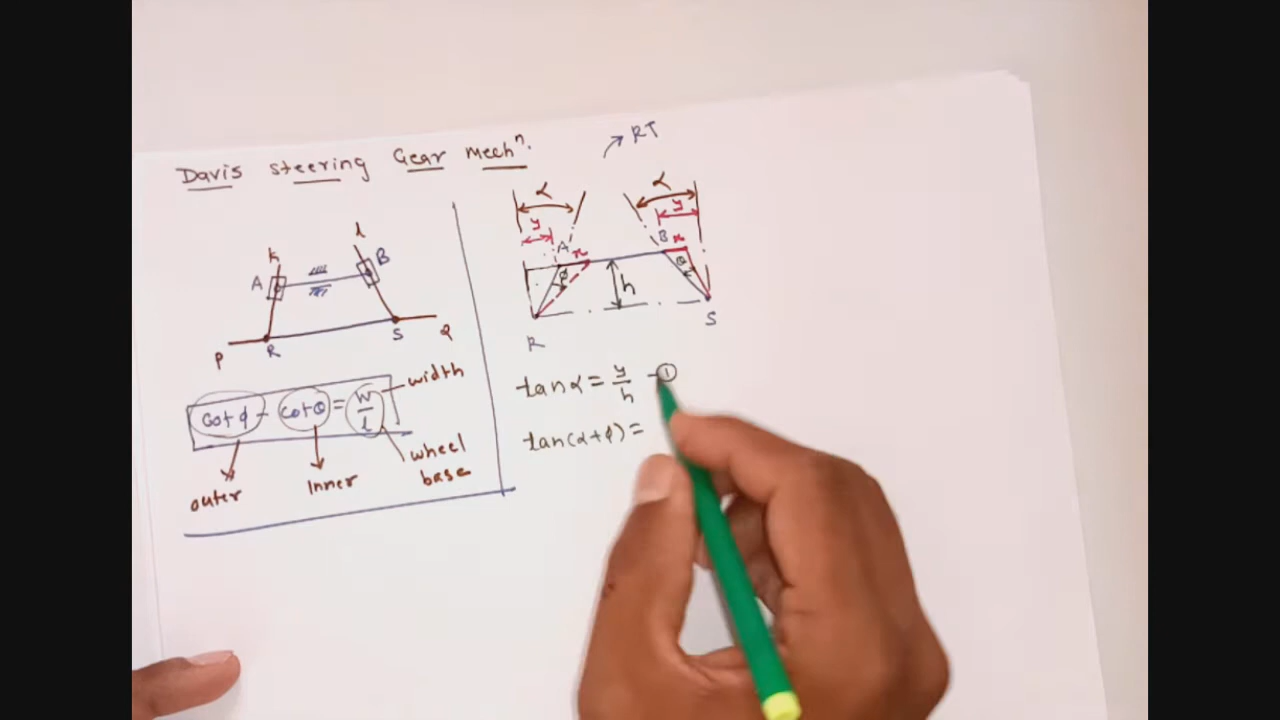 Davis steering Gear Mechⁿ.
→ RT
k
l
A
B
R
S
P
Q
cot φ - cot θ = w/l
width
wheel
base
outer
Inner
α
α
y
y
A
x
B
x
φ
θ
h
R
S
tan α = y/h - ①
tan(α+φ) =